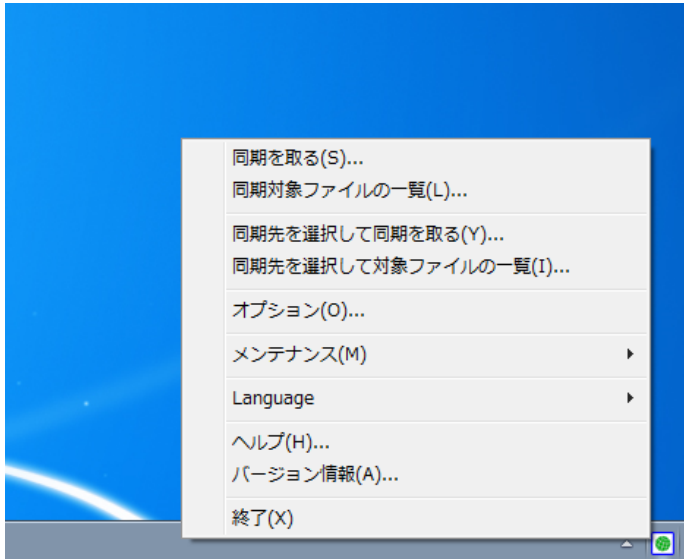 同期を取る(S)...
同期対象ファイルの一覧(L)...
同期先を選択して同期を取る(Y)...
同期先を選択して対象ファイルの一覧(I)...
オプション(O)...
メンテナンス(M)
Language
ヘルプ(H)...
バージョン情報(A)...
終了(X)